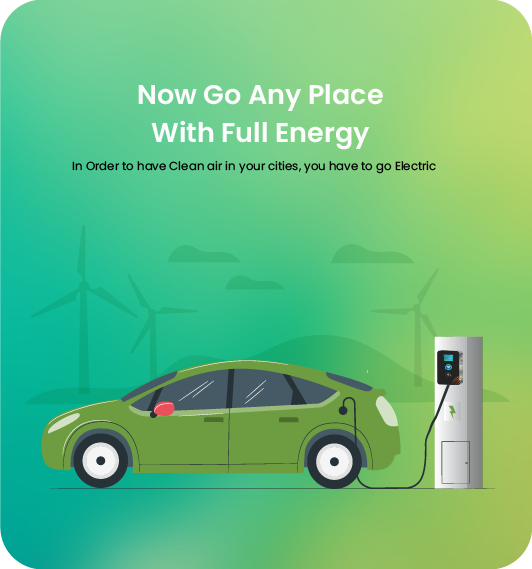 Now Go Any Place
With Full Energy
In Order to have Clean air in your cities, you have to go Electric